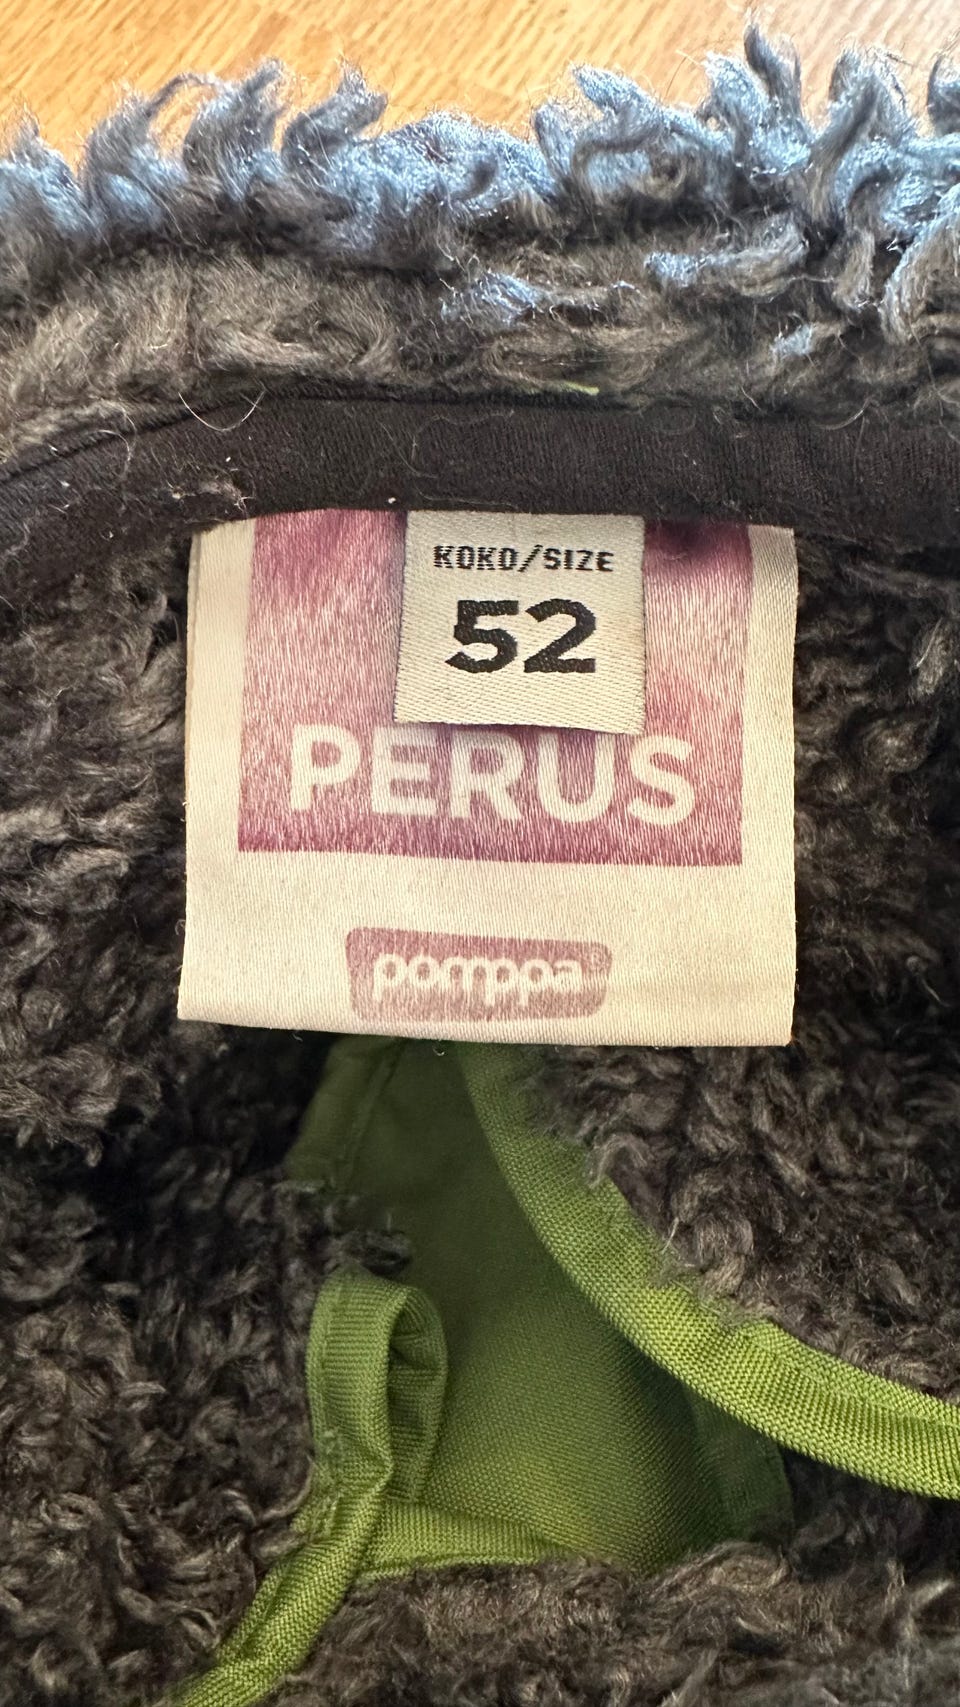 KOKO/SIZE
52
PERUS
pomppa®